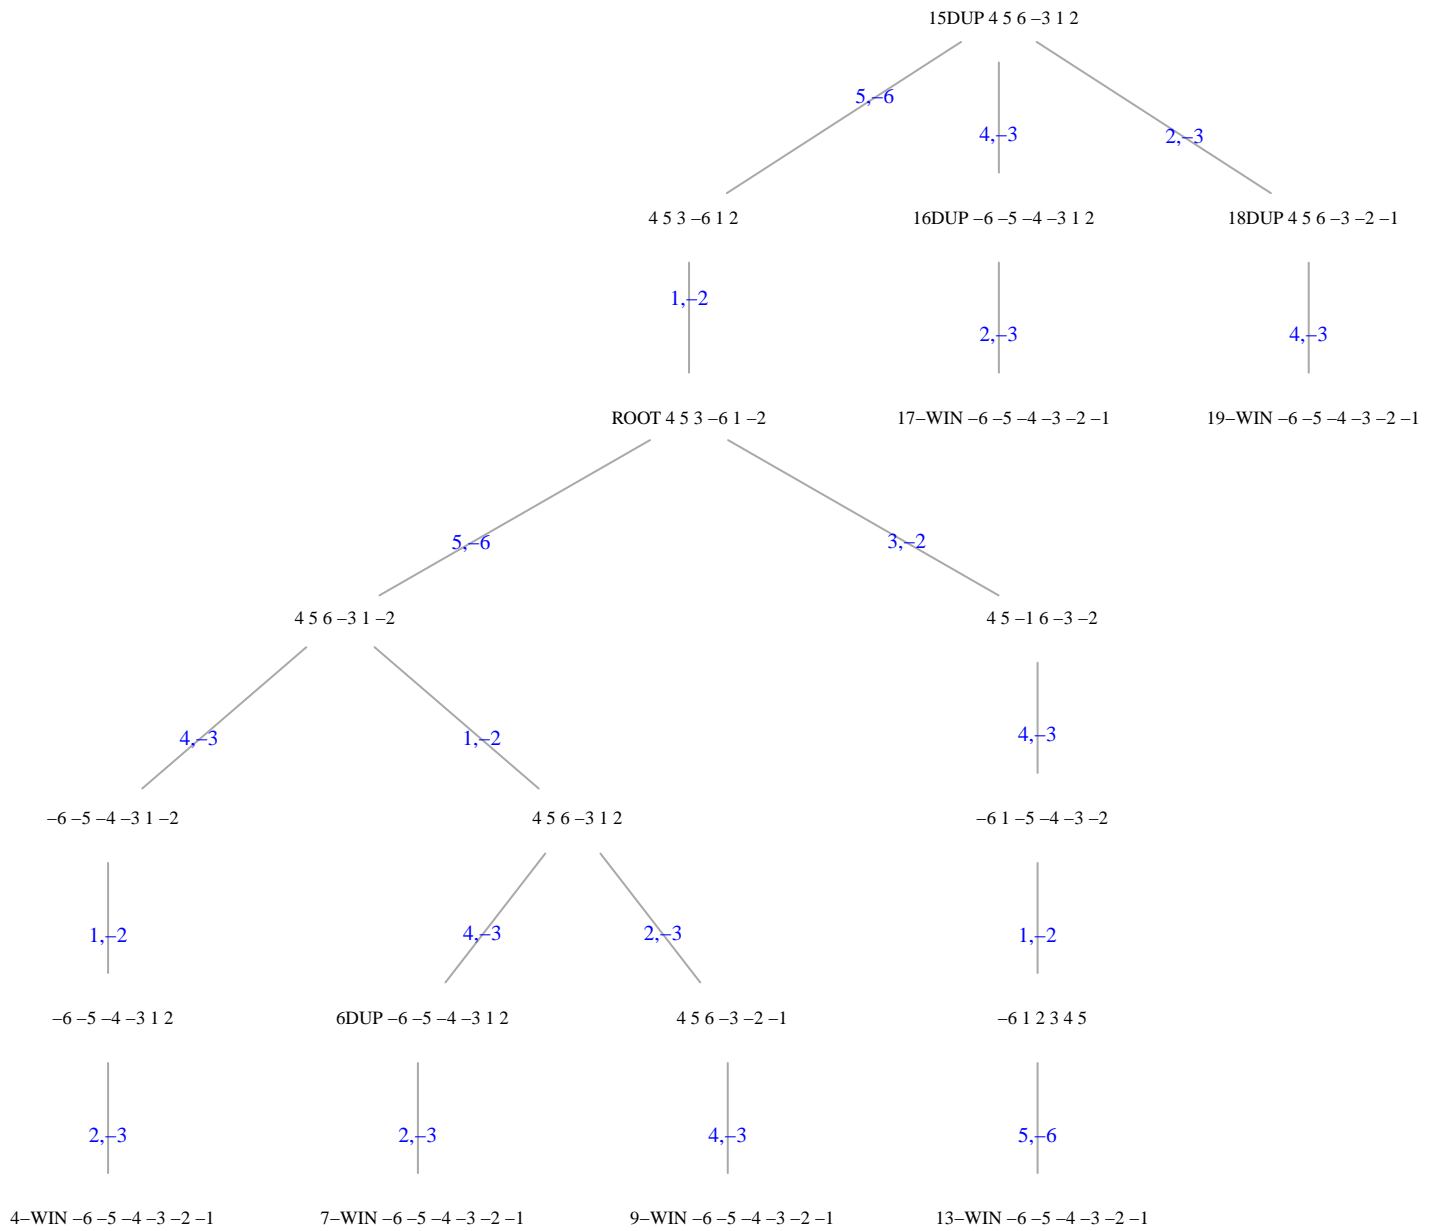 15DUP 4 5 6 –3 1 2
5,–6
4,–3
2,–3
4 5 3 –6 1 2
16DUP –6 –5 –4 –3 1 2
18DUP 4 5 6 –3 –2 –1
1,–2
2,–3
4,–3
ROOT 4 5 3 –6 1 –2
17–WIN –6 –5 –4 –3 –2 –1
19–WIN –6 –5 –4 –3 –2 –1
5,–6
3,–2
4 5 6 –3 1 –2
4 5 –1 6 –3 –2
4,–3
1,–2
4,–3
–6 –5 –4 –3 1 –2
4 5 6 –3 1 2
–6 1 –5 –4 –3 –2
1,–2
4,–3
2,–3
1,–2
–6 –5 –4 –3 1 2
6DUP –6 –5 –4 –3 1 2
4 5 6 –3 –2 –1
–6 1 2 3 4 5
2,–3
2,–3
4,–3
5,–6
4–WIN –6 –5 –4 –3 –2 –1
7–WIN –6 –5 –4 –3 –2 –1
9–WIN –6 –5 –4 –3 –2 –1
13–WIN –6 –5 –4 –3 –2 –1